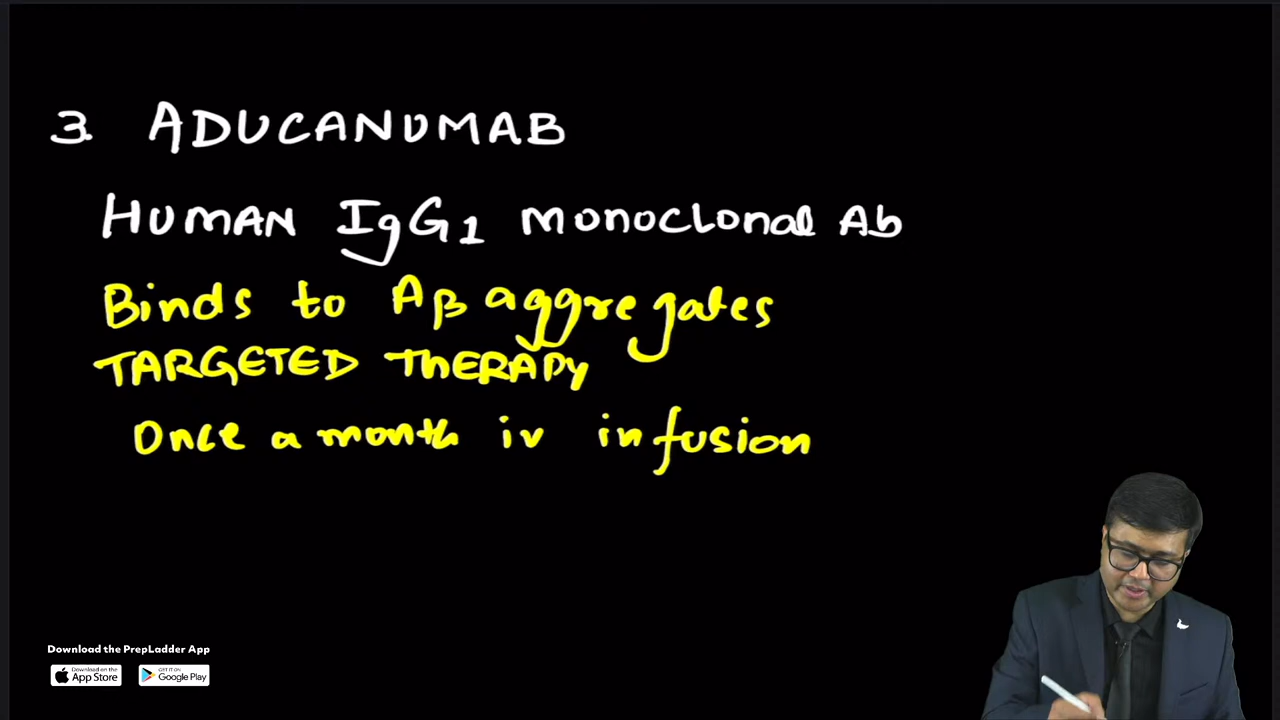 3 ADUCANUMAB
HUMAN IgG1 monoclonal Ab
Binds to Aβ aggregates
TARGETED THERAPY
Once a month iv infusion
Download the PrepLadder App
Download on the App Store
GET IT ON Google Play